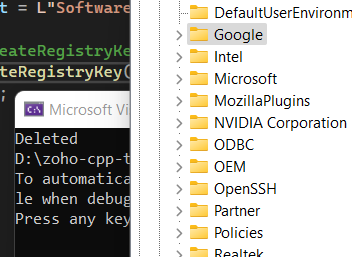 t = L"Software
eateRegistryKe
teRegistryKey(
;
Microsoft Vi
Deleted
D:\zoho-cpp-t
To automatica
le when debug
Press any key
DefaultUserEnvironm
Google
Intel
Microsoft
MozillaPlugins
NVIDIA Corporation
ODBC
OEM
OpenSSH
Partner
Policies
Realtek